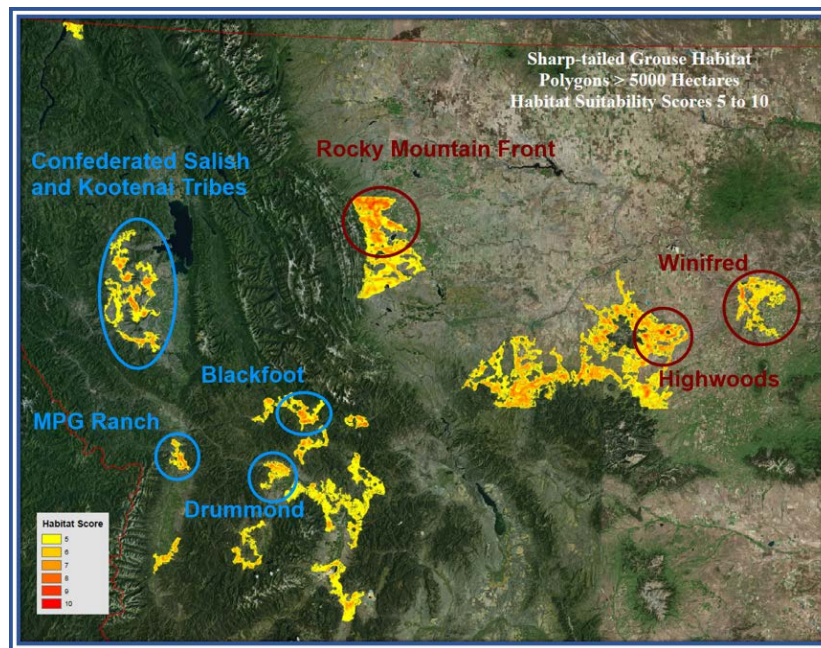 Sharp-tailed Grouse Habitat
Polygons > 5000 Hectares
Habitat Suitability Scores 5 to 10
Confederated Salish
and Kootenai Tribes
Rocky Mountain Front
Winifred
Highwoods
Blackfoot
MPG Ranch
Drummond
Habitat Score
5
6
7
8
9
10